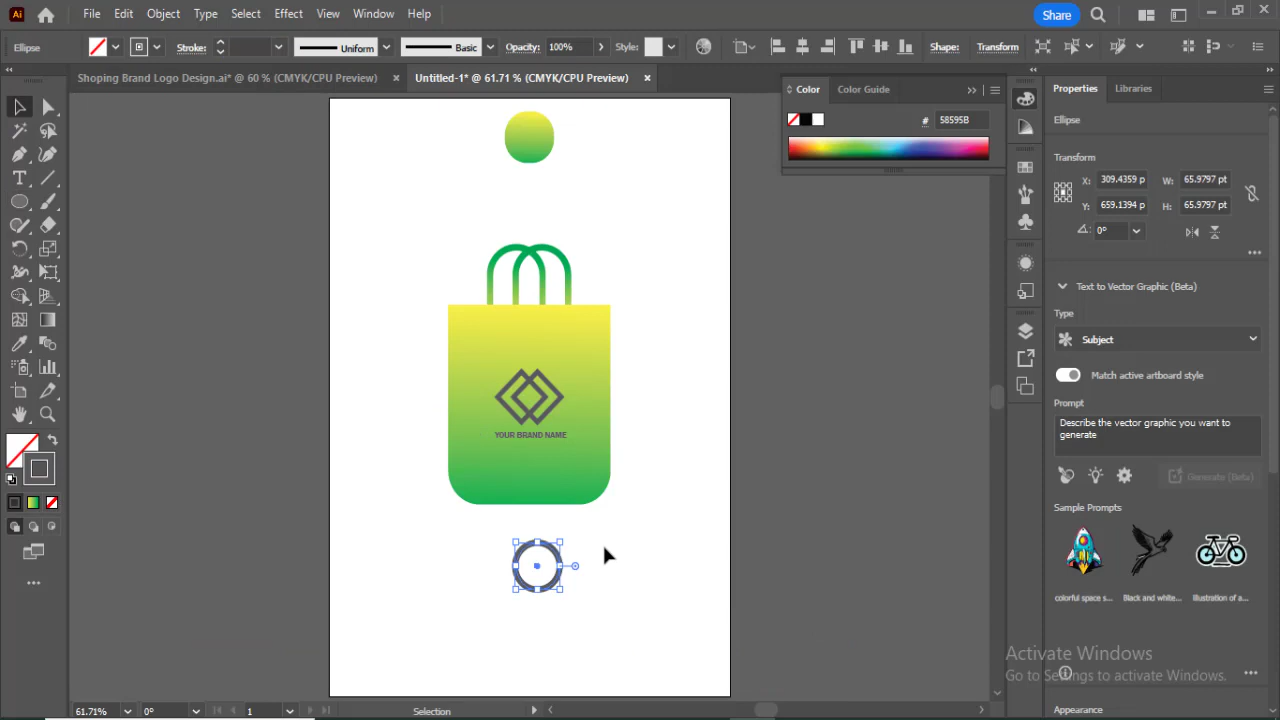 Ai File Edit Object Type Select Effect View Window Help Share
Ellipse Stroke: Uniform Basic Opacity: 100% Style: Shape: Transform
Shoping Brand Logo Design.ai* @ 60 % (CMYK/CPU Preview) × Untitled-1* @ 61.71 % (CMYK/CPU Preview) ×
Color Color Guide
# 58595B
Properties Libraries
Ellipse
Transform
X: 309.4359 p W: 65.9797 pt
Y: 659.1394 p H: 65.9797 pt
0°
Text to Vector Graphic (Beta)
Type
Subject
Match active artboard style
Prompt
Describe the vector graphic you want to
generate
Generate (Beta)
Sample Prompts
colorful space s... Black and white... Illustration of a...
YOUR BRAND NAME
Activate Windows
Go to Settings to activate Windows.
Appearance
61.71% 0° 1 Selection